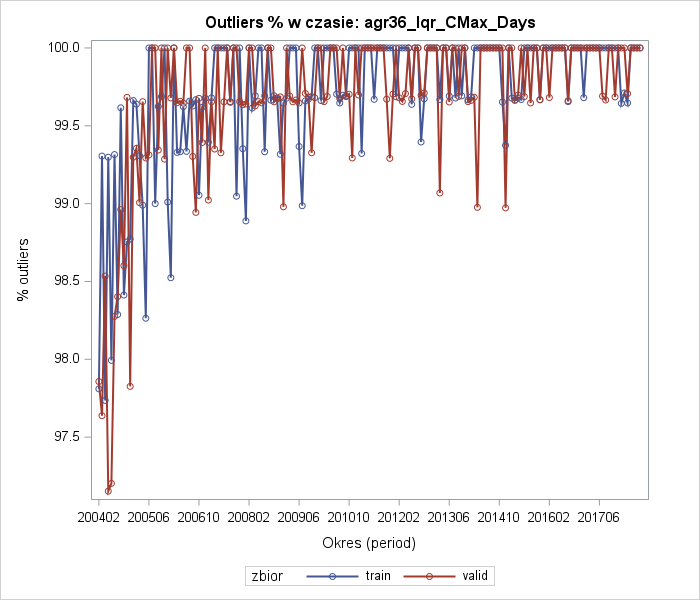 Outliers % w czasie: agr36_Iqr_CMax_Days
100.0
99.5
99.0
98.5
98.0
97.5
% outliers
200402 200506 200610 200802 200906 201010 201202 201306 201410 201602 201706
Okres (period)
zbior train valid